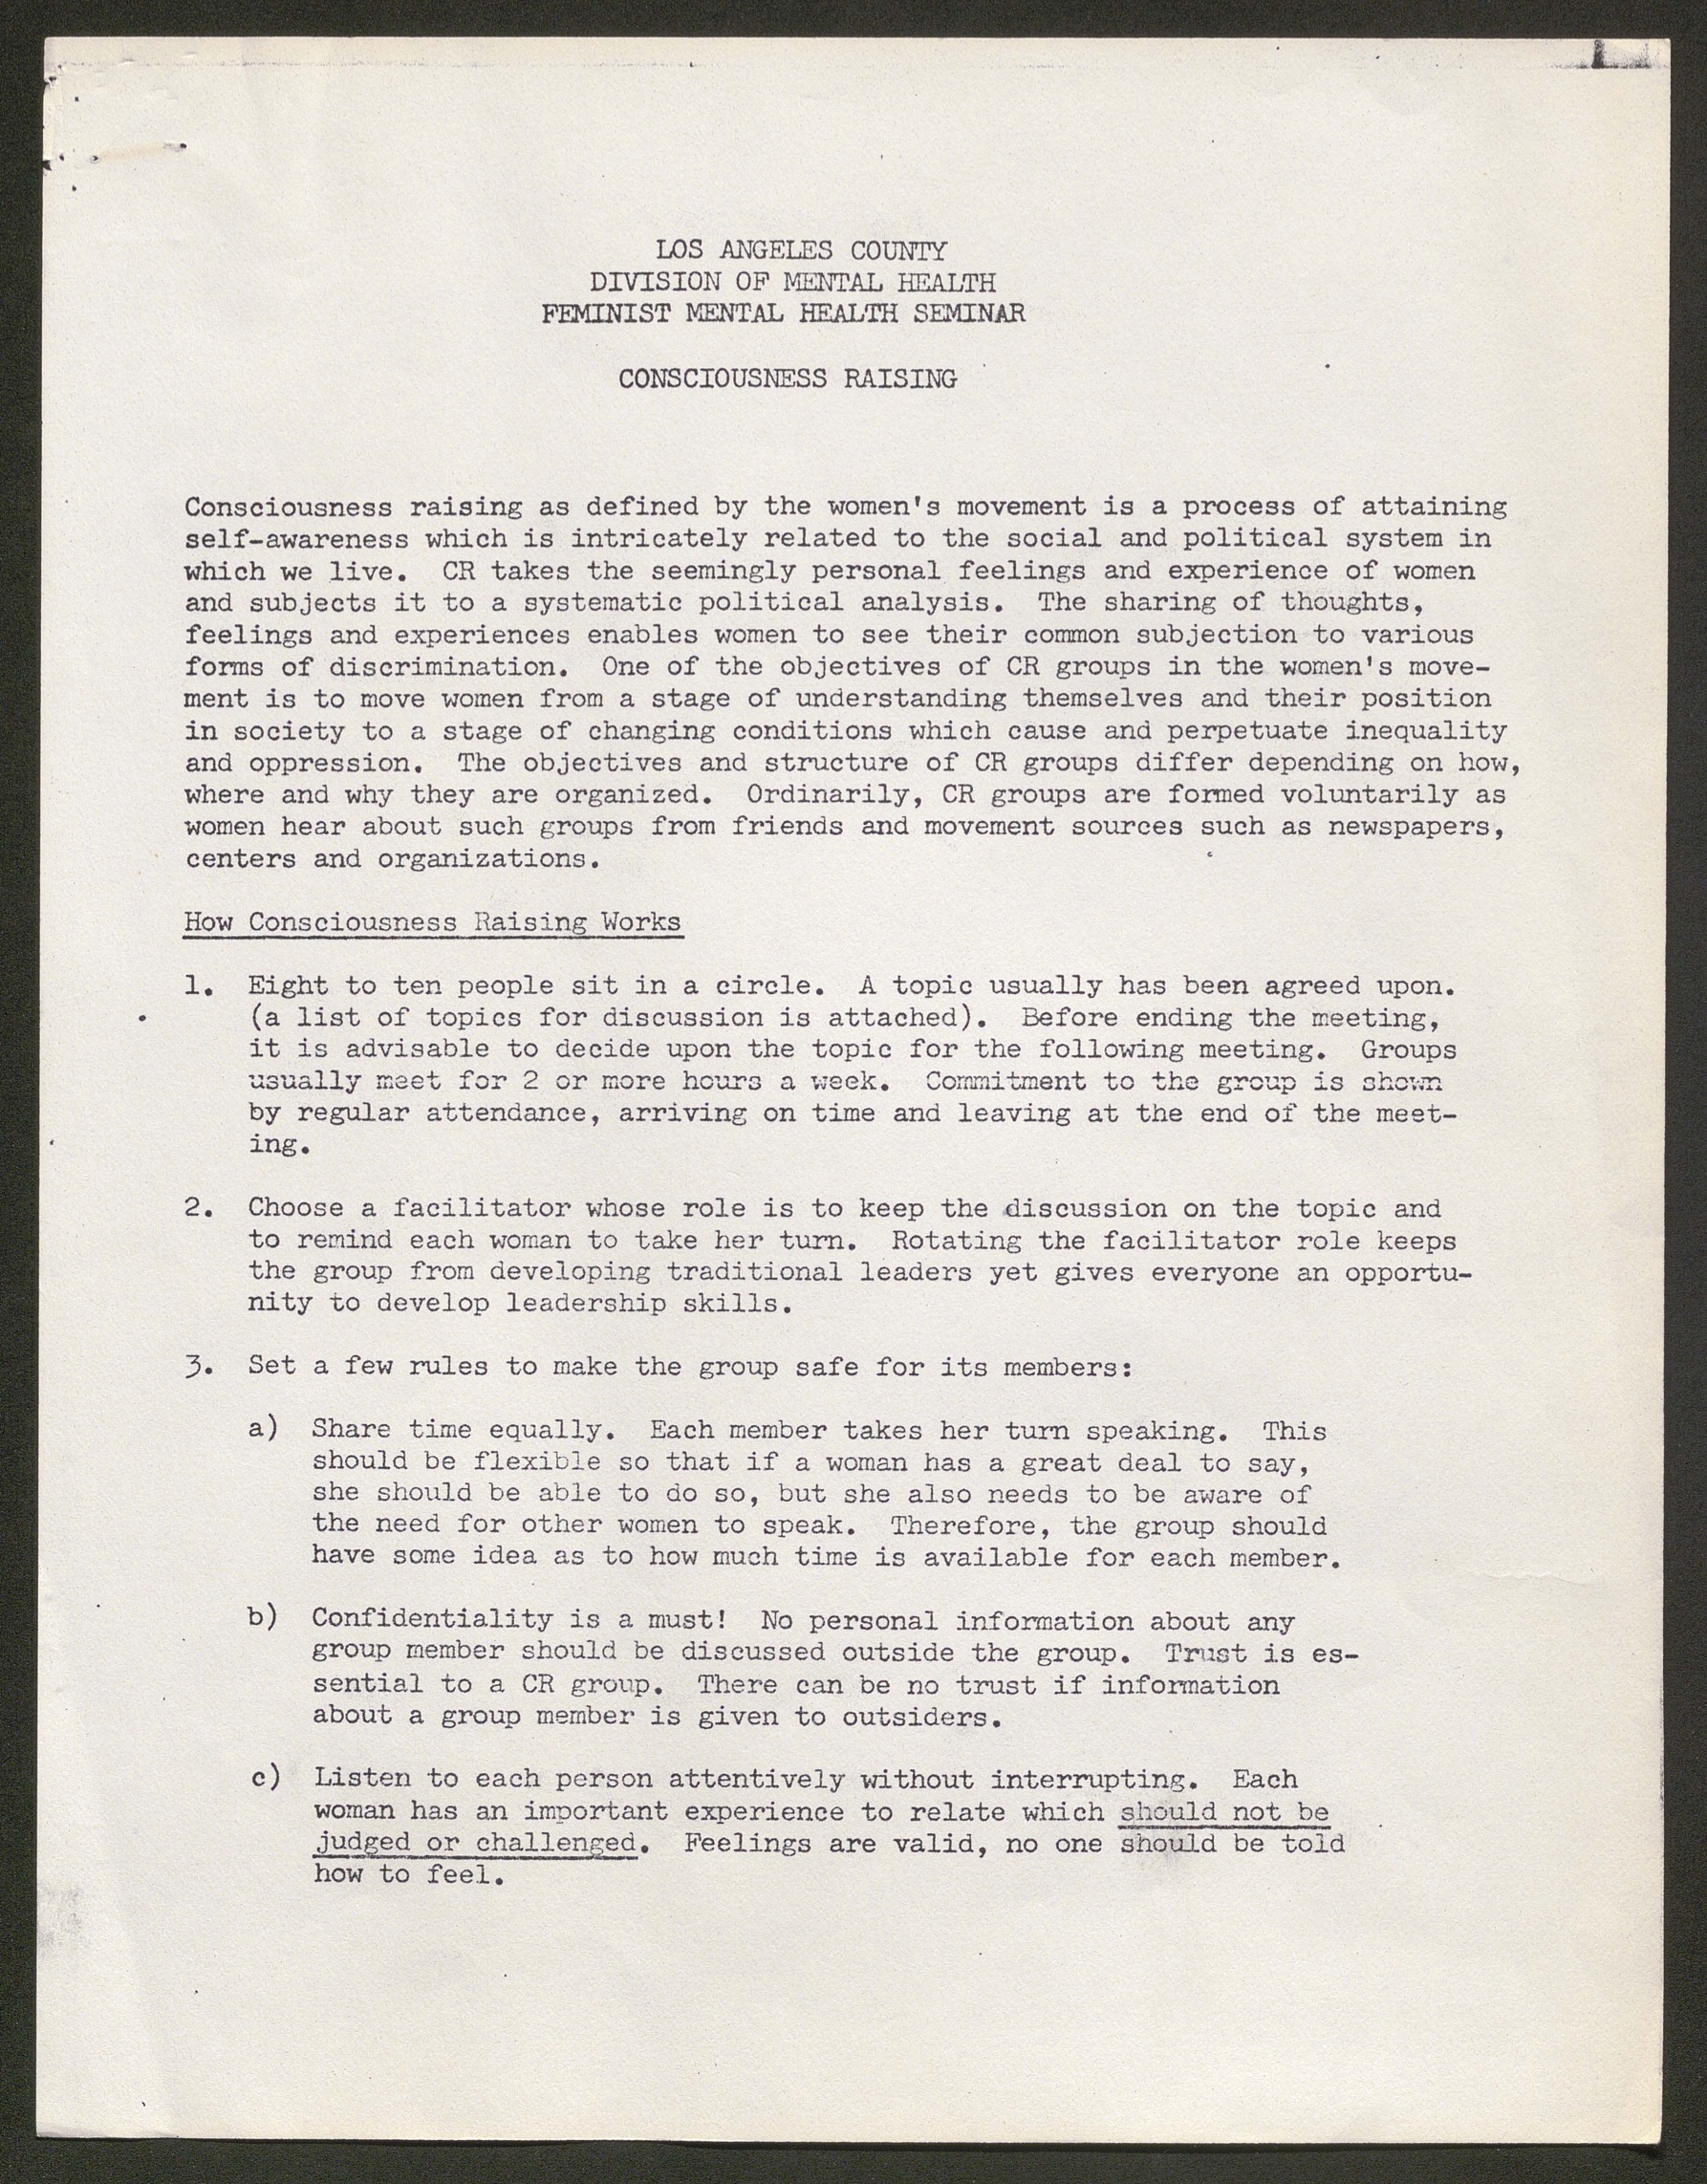 LOS ANGELES COUNTY
DIVISION OF MENTAL HEALTH
FEMINIST MENTAL HEALTH SEMINAR
CONSCIOUSNESS RAISING
Consciousness raising as defined by the women's movement is a process of attaining
self-awareness which is intricately related to the social and political system in
which we live.  CR takes the seemingly personal feelings and experience of women
and subjects it to a systematic political analysis.  The sharing of thoughts,
feelings and experiences enables women to see their common subjection to various
forms of discrimination.  One of the objectives of CR groups in the women's move-
ment is to move women from a stage of understanding themselves and their position
in society to a stage of changing conditions which cause and perpetuate inequality
and oppression.  The objectives and structure of CR groups differ depending on how,
where and why they are organized.  Ordinarily, CR groups are formed voluntarily as
women hear about such groups from friends and movement sources such as newspapers,
centers and organizations.
How Consciousness Raising Works
1.  Eight to ten people sit in a circle.  A topic usually has been agreed upon.
(a list of topics for discussion is attached).  Before ending the meeting,
it is advisable to decide upon the topic for the following meeting.  Groups
usually meet for 2 or more hours a week.  Commitment to the group is shown
by regular attendance, arriving on time and leaving at the end of the meet-
ing.
2.  Choose a facilitator whose role is to keep the discussion on the topic and
to remind each woman to take her turn.  Rotating the facilitator role keeps
the group from developing traditional leaders yet gives everyone an opportu-
nity to develop leadership skills.
3.  Set a few rules to make the group safe for its members:
a)  Share time equally.  Each member takes her turn speaking.  This
should be flexible so that if a woman has a great deal to say,
she should be able to do so, but she also needs to be aware of
the need for other women to speak.  Therefore, the group should
have some idea as to how much time is available for each member.
b)  Confidentiality is a must!  No personal information about any
group member should be discussed outside the group.  Trust is es-
sential to a CR group.  There can be no trust if information
about a group member is given to outsiders.
c)  Listen to each person attentively without interrupting.  Each
woman has an important experience to relate which should not be
judged or challenged.  Feelings are valid, no one should be told
how to feel.